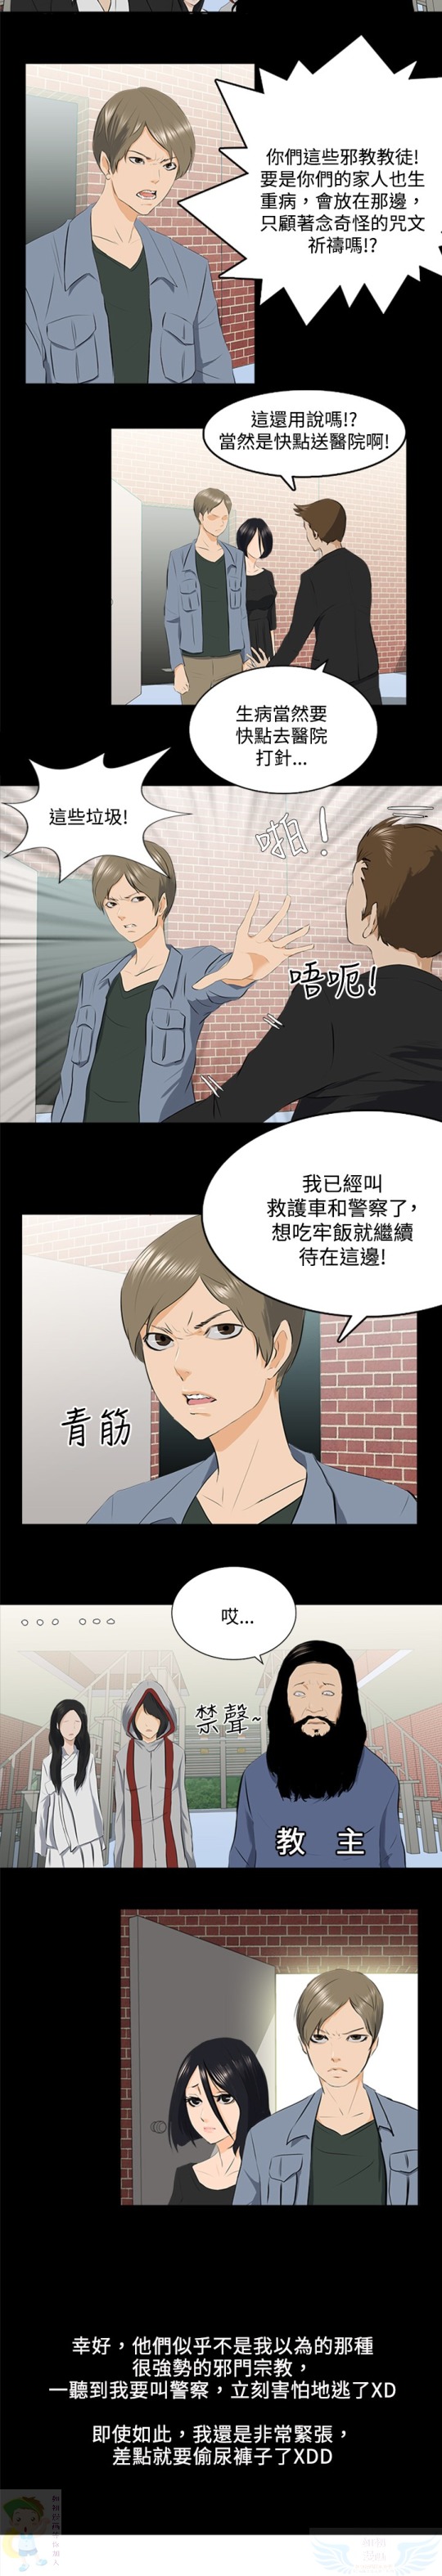 你們這些邪教教徒!
要是你們的家人也生
重病，會放在那邊，
只顧著念奇怪的咒文
祈禱嗎!?
這還用說嗎!?
當然是快點送醫院啊!
生病當然要
快點去醫院
打針...
這些垃圾!
啪!
唔呃!
我已經叫
救護車和警察了,
想吃牢飯就繼續
待在這邊!
青筋
哎...
禁聲~
教 主
幸好，他們似乎不是我以為的那種
很強勢的邪門宗教，
一聽到我要叫警察，立刻害怕地逃了XD
即使如此，我還是非常緊張，
差點就要偷尿褲子了XDD